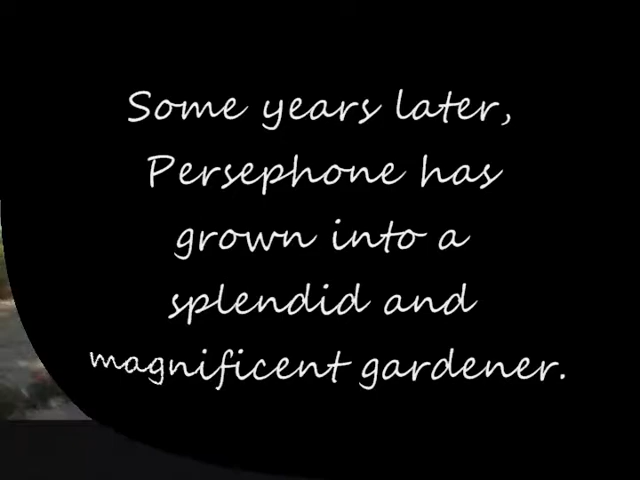 Some years later,
Persephone has
grown into a
splendid and
magnificent gardener.